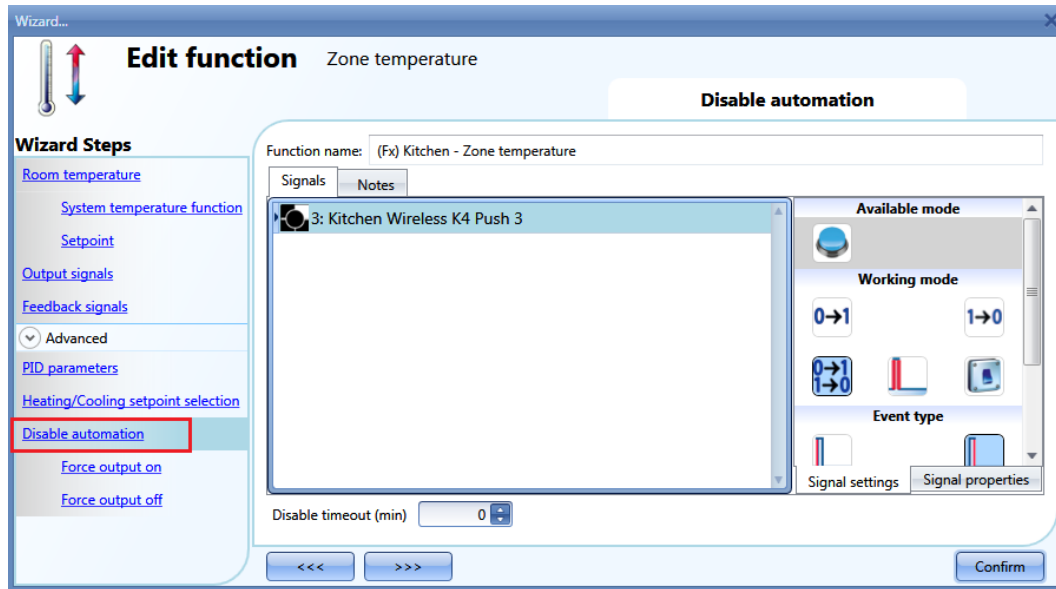 Wizard...
Edit function Zone temperature
Disable automation
Wizard Steps
Room temperature
System temperature function
Setpoint
Output signals
Feedback signals
Advanced
PID parameters
Heating/Cooling setpoint selection
Disable automation
Force output on
Force output off
Function name: (Fx) Kitchen - Zone temperature
Signals Notes
3: Kitchen Wireless K4 Push 3
Available mode
Working mode
0→1 1→0
0→1
1→0
Event type
Signal settings Signal properties
Disable timeout (min) 0
<<< >>> Confirm